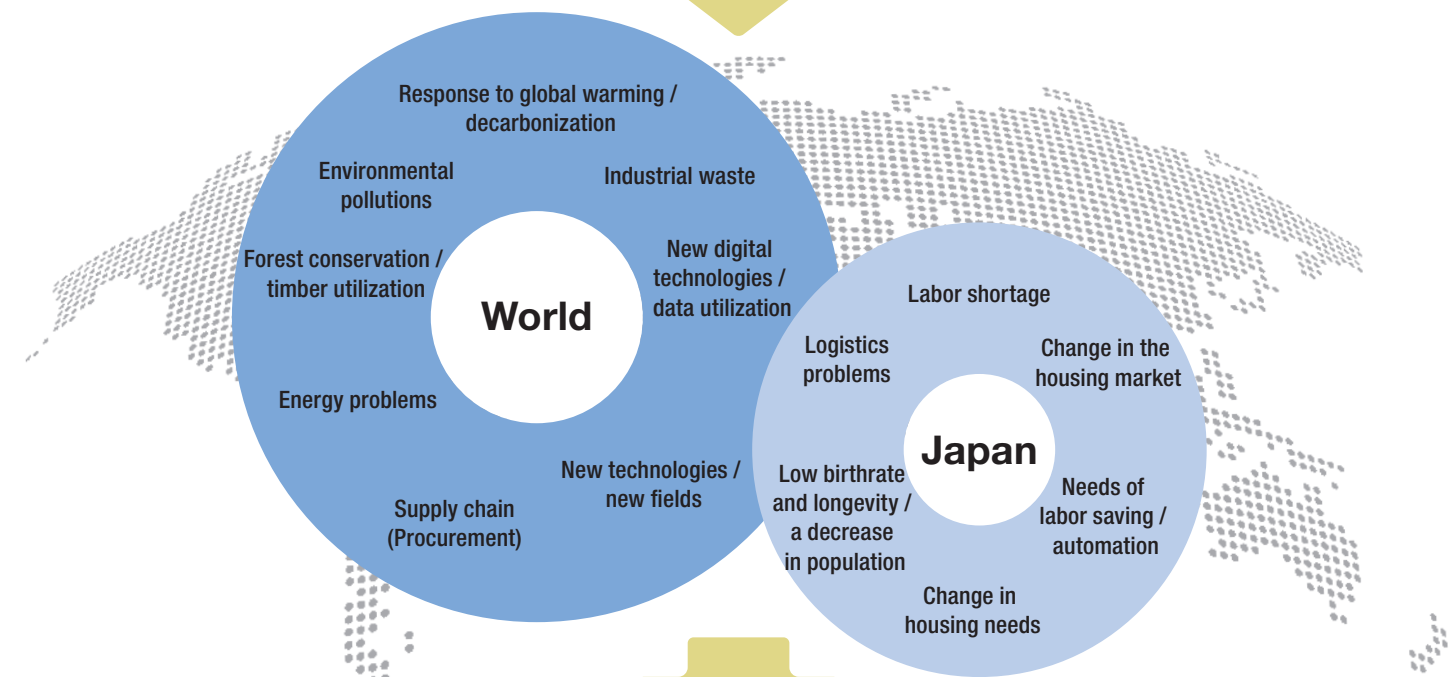 Response to global warming /
decarbonization
Environmental
pollutions
Industrial waste
Forest conservation /
timber utilization
New digital
technologies /
data utilization
World
Energy problems
New technologies /
new fields
Supply chain
(Procurement)
Labor shortage
Logistics
problems
Change in the
housing market
Japan
Low birthrate
and longevity /
a decrease
in population
Needs of
labor saving /
automation
Change in
housing needs